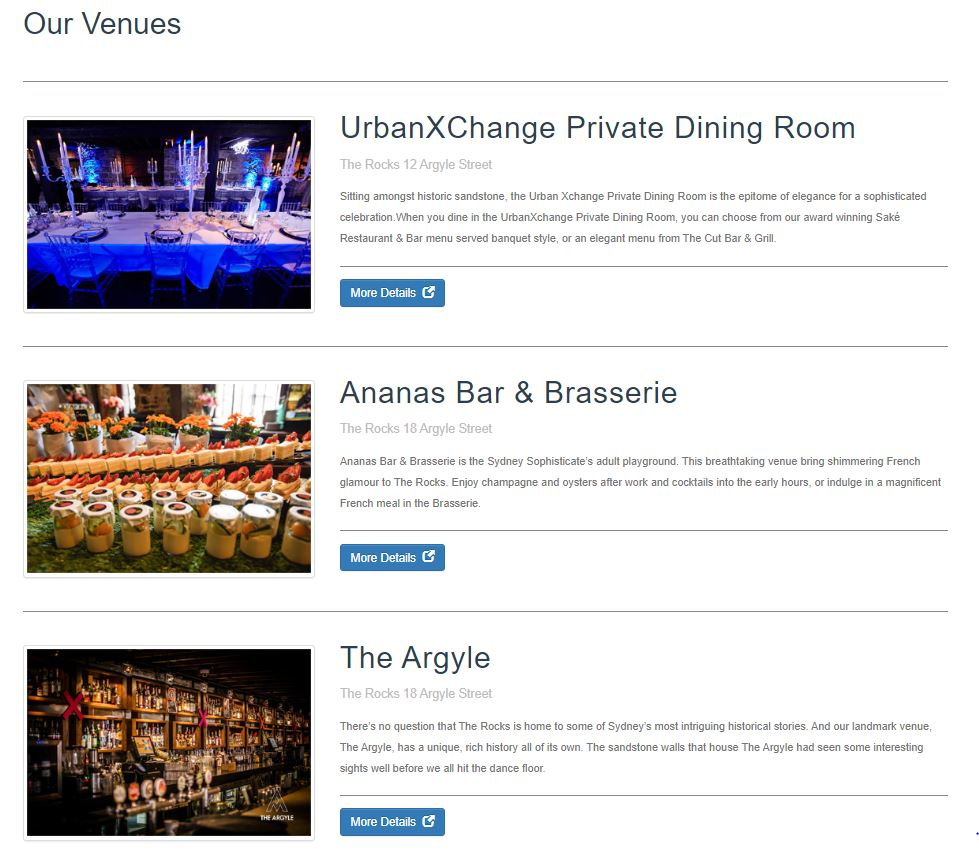 Our Venues
UrbanXChange Private Dining Room
The Rocks 12 Argyle Street
Sitting amongst historic sandstone, the Urban Xchange Private Dining Room is the epitome of elegance for a sophisticated
celebration.When you dine in the UrbanXchange Private Dining Room, you can choose from our award winning Saké
Restaurant & Bar menu served banquet style, or an elegant menu from The Cut Bar & Grill.
More Details
Ananas Bar & Brasserie
The Rocks 18 Argyle Street
Ananas Bar & Brasserie is the Sydney Sophisticate's adult playground. This breathtaking venue bring shimmering French
glamour to The Rocks. Enjoy champagne and oysters after work and cocktails into the early hours, or indulge in a magnificent
French meal in the Brasserie.
More Details
The Argyle
The Rocks 18 Argyle Street
There's no question that The Rocks is home to some of Sydney's most intriguing historical stories. And our landmark venue,
The Argyle, has a unique, rich history all of its own. The sandstone walls that house The Argyle had seen some interesting
sights well before we all hit the dance floor.
THE ARGYLE
More Details